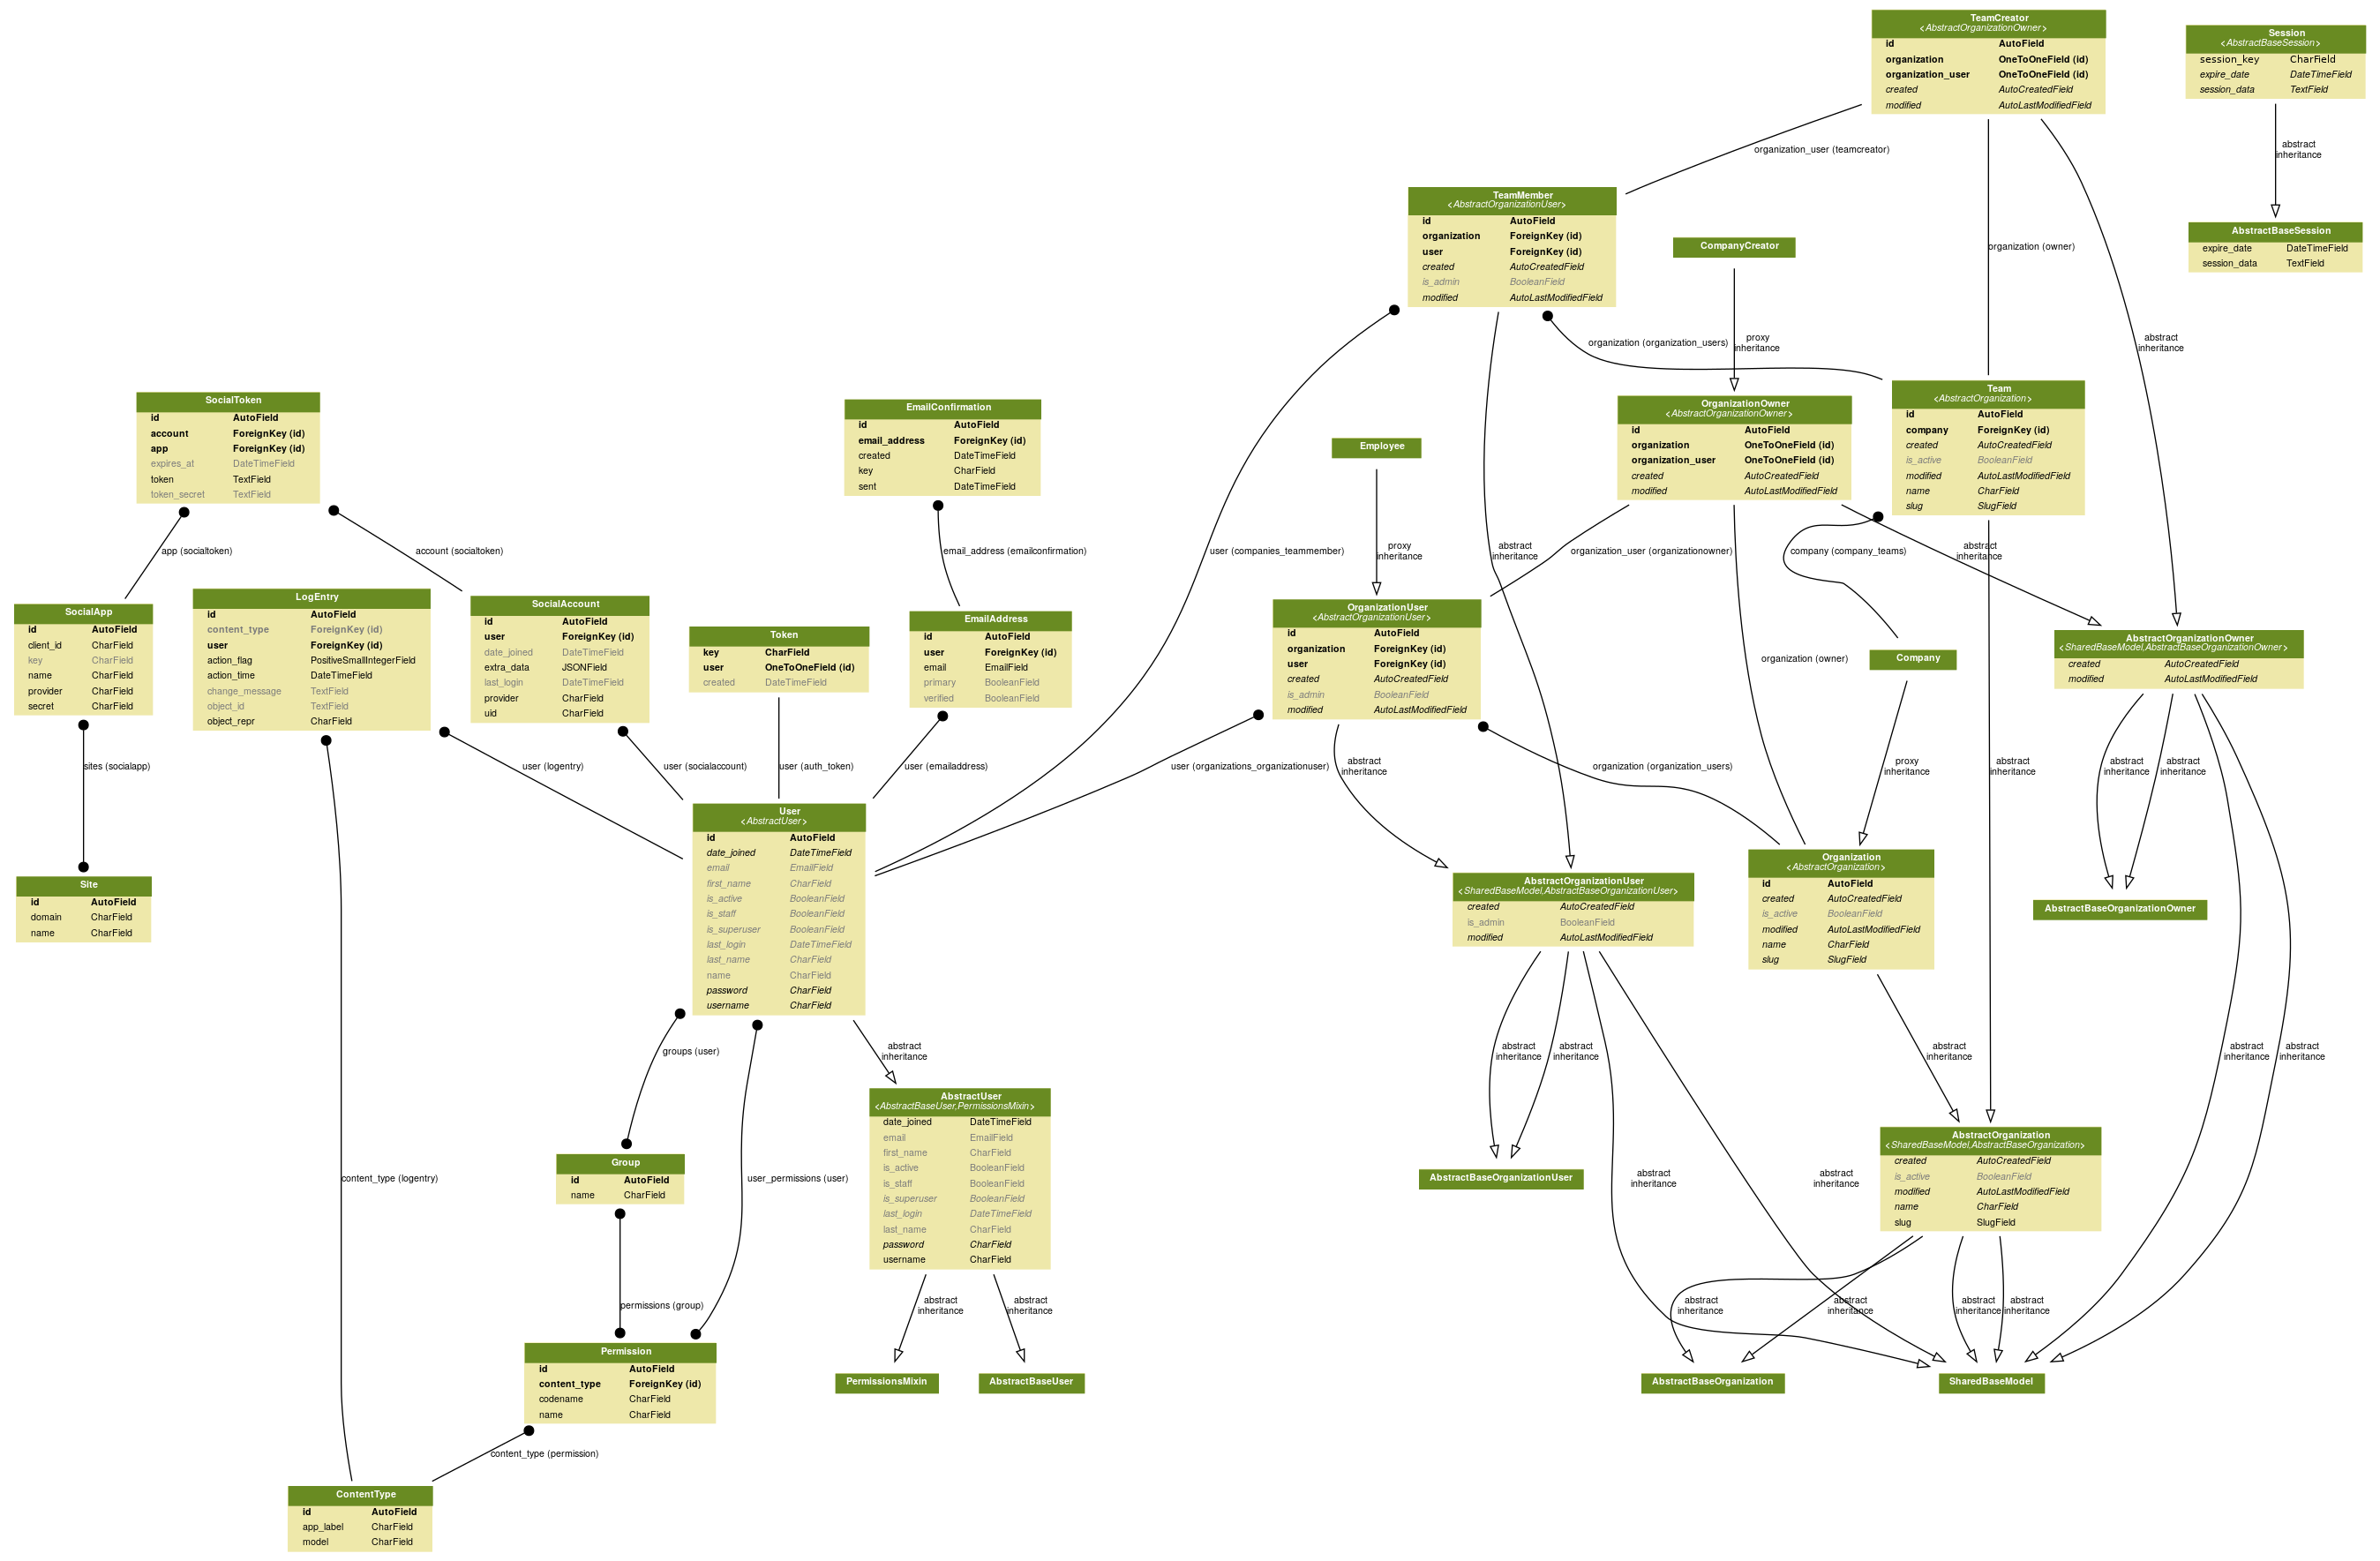 TeamCreator
<AbstractOrganizationOwner>
id AutoField
organization OneToOneField (id)
organization_user OneToOneField (id)
created AutoCreatedField
modified AutoLastModifiedField
Session
<AbstractBaseSession>
session_key CharField
expire_date DateTimeField
session_data TextField
organization_user (teamcreator)
abstract
inheritance
TeamMember
<AbstractOrganizationUser>
id AutoField
organization ForeignKey (id)
user ForeignKey (id)
created AutoCreatedField
is_admin BooleanField
modified AutoLastModifiedField
CompanyCreator
organization (owner)
AbstractBaseSession
expire_date DateTimeField
session_data TextField
organization (organization_users)
proxy
inheritance
abstract
inheritance
SocialToken
id AutoField
account ForeignKey (id)
app ForeignKey (id)
expires_at DateTimeField
token TextField
token_secret TextField
EmailConfirmation
id AutoField
email_address ForeignKey (id)
created DateTimeField
key CharField
sent DateTimeField
Employee
OrganizationOwner
<AbstractOrganizationOwner>
id AutoField
organization OneToOneField (id)
organization_user OneToOneField (id)
created AutoCreatedField
modified AutoLastModifiedField
Team
<AbstractOrganization>
id AutoField
company ForeignKey (id)
created AutoCreatedField
is_active BooleanField
modified AutoLastModifiedField
name CharField
slug SlugField
app (socialtoken)
account (socialtoken)
email_address (emailconfirmation)
user (companies_teammember)
proxy
inheritance
abstract
inheritance
organization_user (organizationowner)
company (company_teams)
abstract
inheritance
SocialApp
id AutoField
client_id CharField
key CharField
name CharField
provider CharField
secret CharField
LogEntry
id AutoField
content_type ForeignKey (id)
user ForeignKey (id)
action_flag PositiveSmallIntegerField
action_time DateTimeField
change_message TextField
object_id TextField
object_repr CharField
SocialAccount
id AutoField
user ForeignKey (id)
date_joined DateTimeField
extra_data JSONField
last_login DateTimeField
provider CharField
uid CharField
Token
key CharField
user OneToOneField (id)
created DateTimeField
EmailAddress
id AutoField
user ForeignKey (id)
email EmailField
primary BooleanField
verified BooleanField
OrganizationUser
<AbstractOrganizationUser>
id AutoField
organization ForeignKey (id)
user ForeignKey (id)
created AutoCreatedField
is_admin BooleanField
modified AutoLastModifiedField
organization (owner)
Company
AbstractOrganizationOwner
<SharedBaseModel,AbstractBaseOrganizationOwner>
created AutoCreatedField
modified AutoLastModifiedField
sites (socialapp)
user (logentry)
user (socialaccount)
user (auth_token)
user (emailaddress)
user (organizations_organizationuser)
abstract
inheritance
organization (organization_users)
proxy
inheritance
abstract
inheritance
abstract
inheritance
abstract
inheritance
Site
id AutoField
domain CharField
name CharField
User
<AbstractUser>
id AutoField
date_joined DateTimeField
email EmailField
first_name CharField
is_active BooleanField
is_staff BooleanField
is_superuser BooleanField
last_login DateTimeField
last_name CharField
name CharField
password CharField
username CharField
AbstractOrganizationUser
<SharedBaseModel,AbstractBaseOrganizationUser>
created AutoCreatedField
is_admin BooleanField
modified AutoLastModifiedField
Organization
<AbstractOrganization>
id AutoField
created AutoCreatedField
is_active BooleanField
modified AutoLastModifiedField
name CharField
slug SlugField
AbstractBaseOrganizationOwner
groups (user)
abstract
inheritance
abstract
inheritance
abstract
inheritance
abstract
inheritance
abstract
inheritance
abstract
inheritance
content_type (logentry)
Group
id AutoField
name CharField
user_permissions (user)
AbstractUser
<AbstractBaseUser,PermissionsMixin>
date_joined DateTimeField
email EmailField
first_name CharField
is_active BooleanField
is_staff BooleanField
is_superuser BooleanField
last_login DateTimeField
last_name CharField
password CharField
username CharField
AbstractBaseOrganizationUser
abstract
inheritance
abstract
inheritance
AbstractOrganization
<SharedBaseModel,AbstractBaseOrganization>
created AutoCreatedField
is_active BooleanField
modified AutoLastModifiedField
name CharField
slug SlugField
permissions (group)
abstract
inheritance
abstract
inheritance
abstract
inheritance
abstract
inheritance
abstract
inheritance
abstract
inheritance
Permission
id AutoField
content_type ForeignKey (id)
codename CharField
name CharField
PermissionsMixin
AbstractBaseUser
AbstractBaseOrganization
SharedBaseModel
content_type (permission)
ContentType
id AutoField
app_label CharField
model CharField